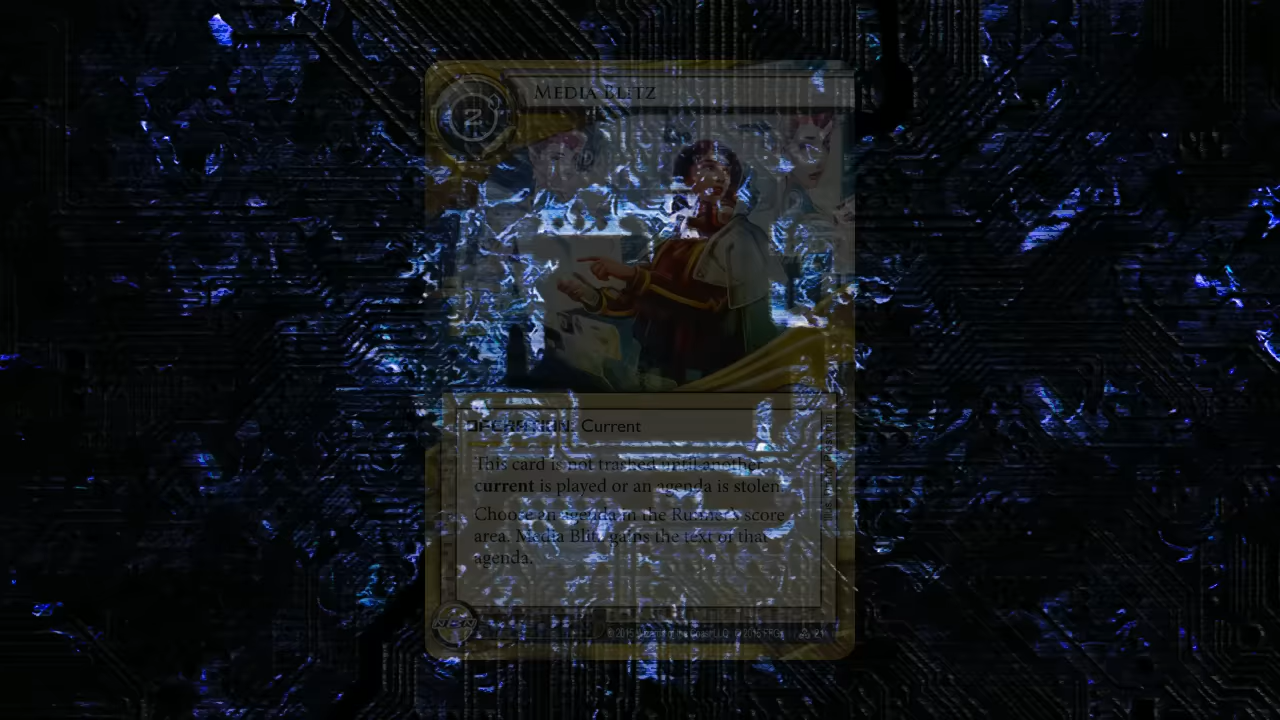 Media Blitz
2
OPERATION: Current
This card is not trashed until another
current is played or an agenda is stolen.
Choose an agenda in the Runner's score
area. Media Blitz gains the text of that
agenda.
NBN